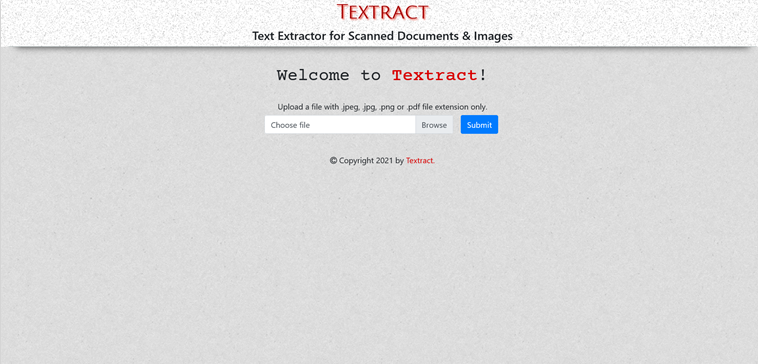 TEXTRACT
Text Extractor for Scanned Documents & Images
Welcome to Textract!
Upload a file with .jpeg, .jpg, .png or .pdf file extension only.
Choose file Browse Submit
© Copyright 2021 by Textract.